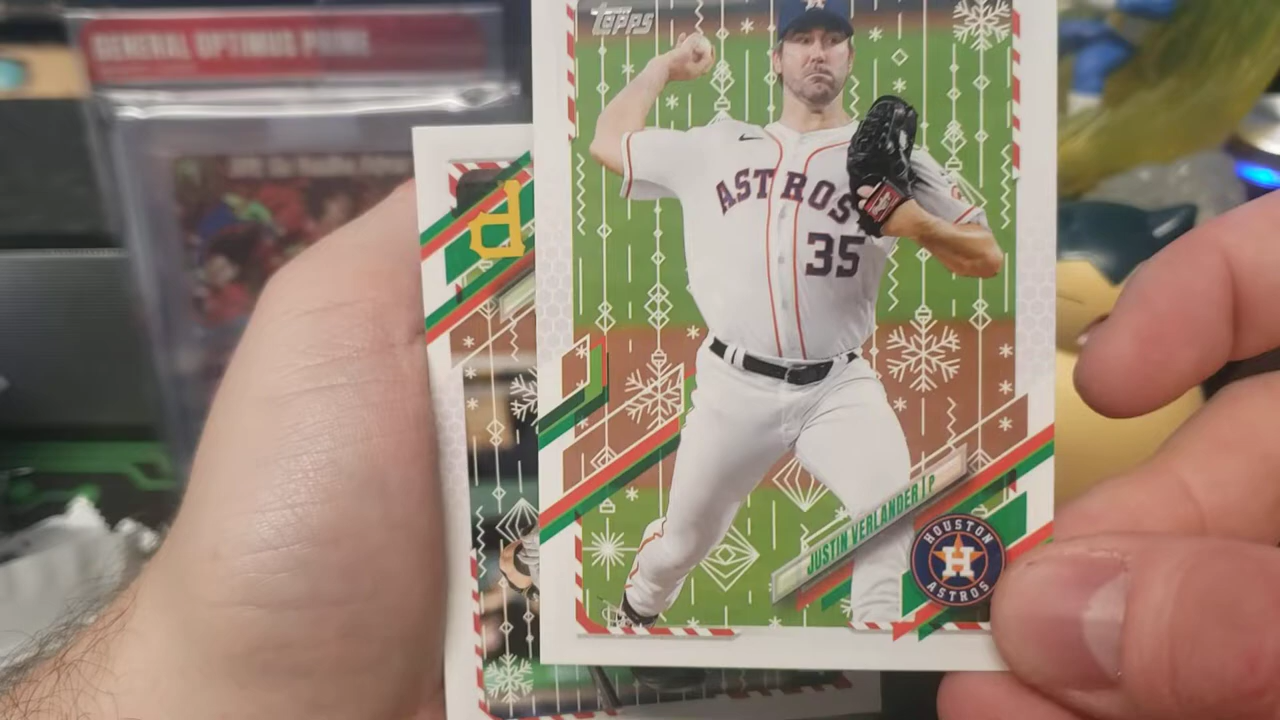 GENERAL OPTIMUS PRIME
Topps
ASTROS
35
P
JUSTIN VERLANDER | P
HOUSTON
H
ASTROS